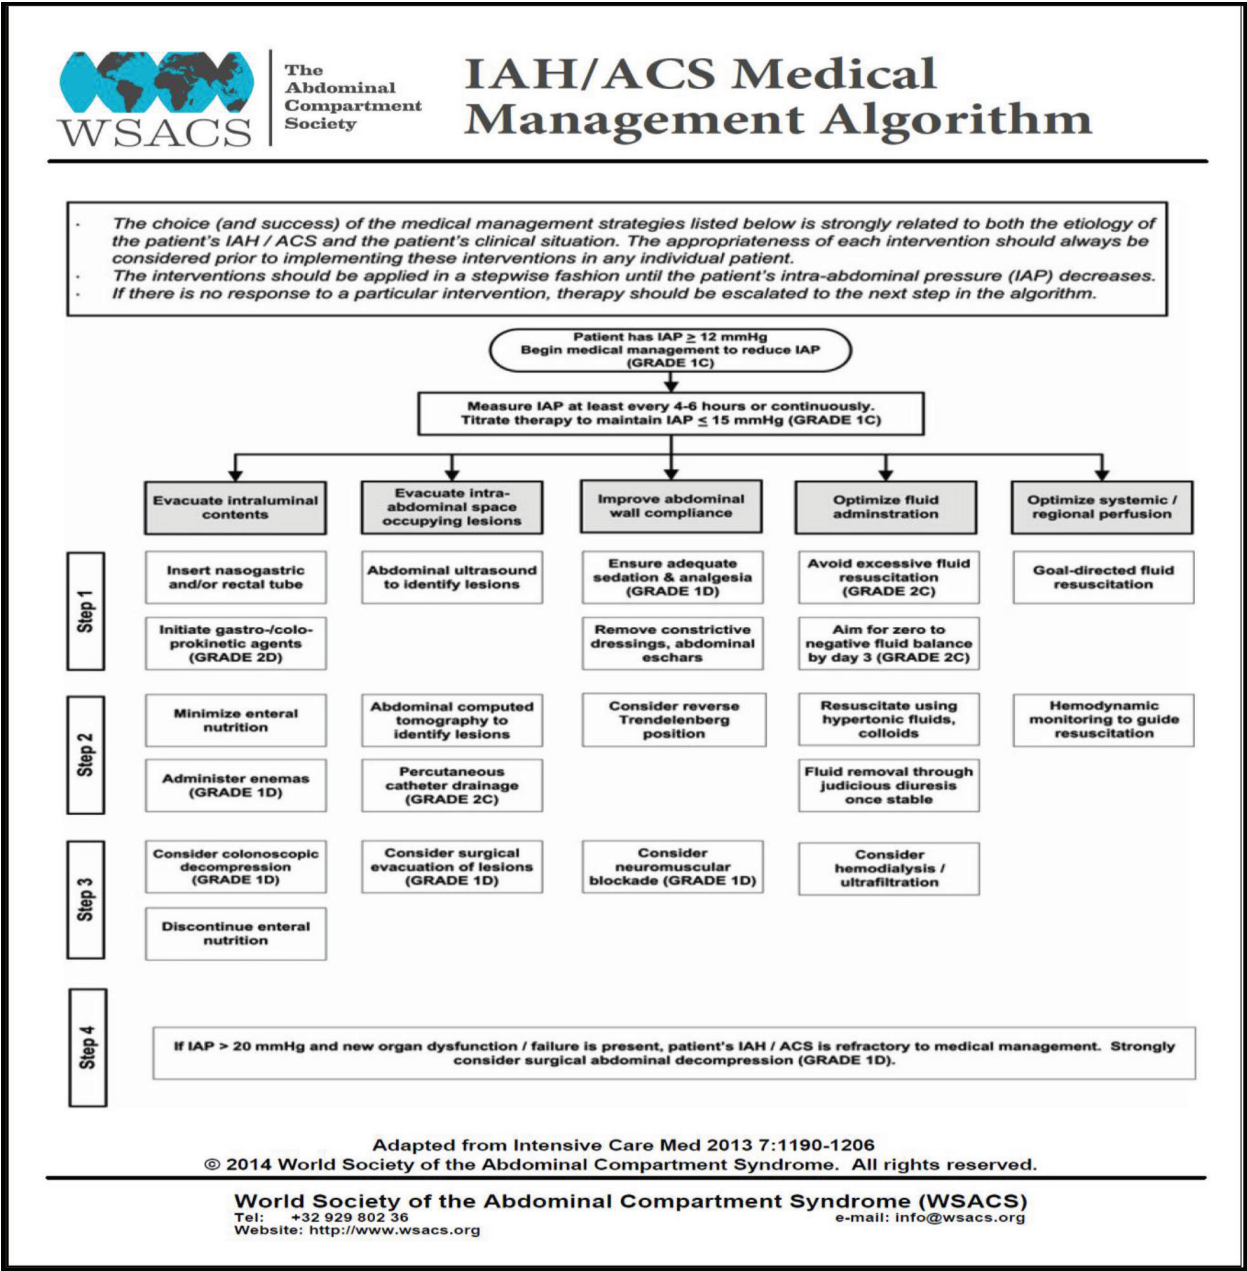 WSACS
The
Abdominal
Compartment
Society
IAH/ACS Medical
Management Algorithm
· The choice (and success) of the medical management strategies listed below is strongly related to both the etiology of
the patient's IAH / ACS and the patient's clinical situation. The appropriateness of each intervention should always be
considered prior to implementing these interventions in any individual patient.
· The interventions should be applied in a stepwise fashion until the patient's intra-abdominal pressure (IAP) decreases.
· If there is no response to a particular intervention, therapy should be escalated to the next step in the algorithm.
Patient has IAP ≥ 12 mmHg
Begin medical management to reduce IAP
(GRADE 1C)
Measure IAP at least every 4-6 hours or continuously.
Titrate therapy to maintain IAP ≤ 15 mmHg (GRADE 1C)
Evacuate intraluminal
contents
Evacuate intra-
abdominal space
occupying lesions
Improve abdominal
wall compliance
Optimize fluid
adminstration
Optimize systemic /
regional perfusion
Step 1
Insert nasogastric
and/or rectal tube
Abdominal ultrasound
to identify lesions
Ensure adequate
sedation & analgesia
(GRADE 1D)
Avoid excessive fluid
resuscitation
(GRADE 2C)
Goal-directed fluid
resuscitation
Initiate gastro-/colo-
prokinetic agents
(GRADE 2D)
Remove constrictive
dressings, abdominal
eschars
Aim for zero to
negative fluid balance
by day 3 (GRADE 2C)
Step 2
Minimize enteral
nutrition
Abdominal computed
tomography to
identify lesions
Consider reverse
Trendelenberg
position
Resuscitate using
hypertonic fluids,
colloids
Hemodynamic
monitoring to guide
resuscitation
Administer enemas
(GRADE 1D)
Percutaneous
catheter drainage
(GRADE 2C)
Fluid removal through
judicious diuresis
once stable
Step 3
Consider colonoscopic
decompression
(GRADE 1D)
Consider surgical
evacuation of lesions
(GRADE 1D)
Consider
neuromuscular
blockade (GRADE 1D)
Consider
hemodialysis /
ultrafiltration
Discontinue enteral
nutrition
Step 4
If IAP > 20 mmHg and new organ dysfunction / failure is present, patient's IAH / ACS is refractory to medical management. Strongly
consider surgical abdominal decompression (GRADE 1D).
Adapted from Intensive Care Med 2013 7:1190-1206
© 2014 World Society of the Abdominal Compartment Syndrome. All rights reserved.
World Society of the Abdominal Compartment Syndrome (WSACS)
Tel: +32 929 802 36 e-mail: info@wsacs.org
Website: http://www.wsacs.org